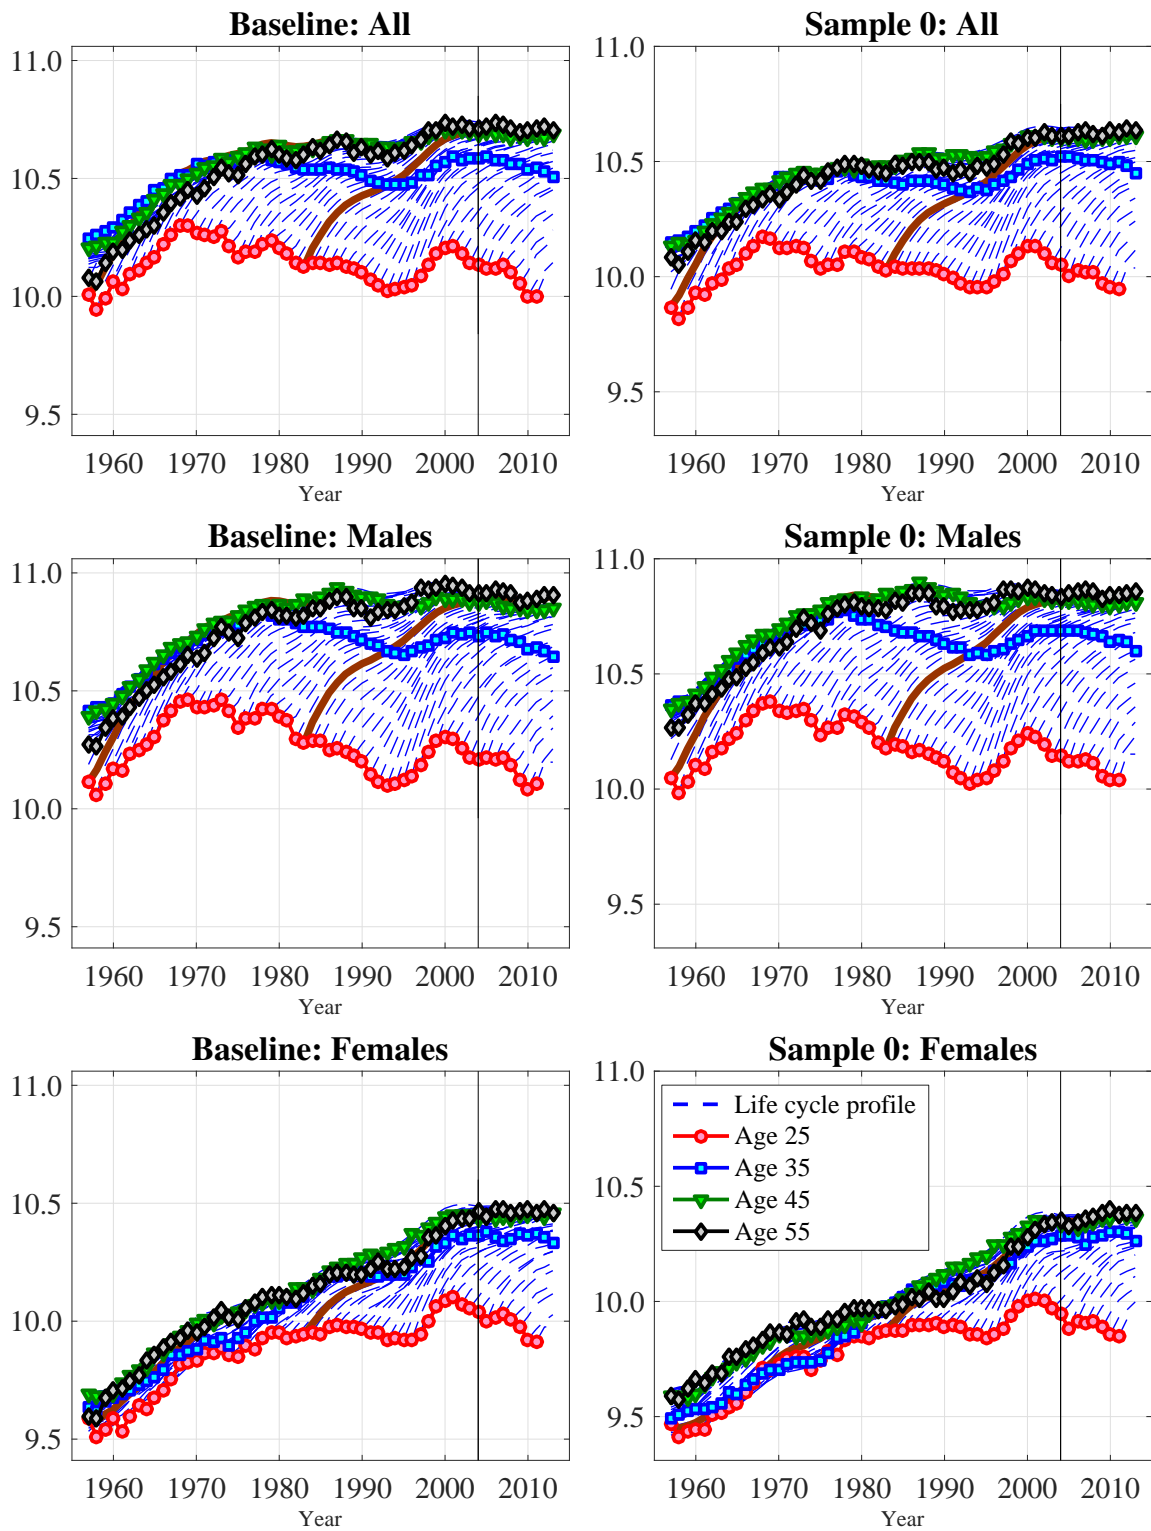 Baseline: All
11.0
10.5
10.0
9.5
1960 1970 1980 1990 2000 2010
Year
Sample 0: All
11.0
10.5
10.0
9.5
1960 1970 1980 1990 2000 2010
Year
Baseline: Males
11.0
10.5
10.0
9.5
1960 1970 1980 1990 2000 2010
Year
Sample 0: Males
11.0
10.5
10.0
9.5
1960 1970 1980 1990 2000 2010
Year
Baseline: Females
11.0
10.5
10.0
9.5
1960 1970 1980 1990 2000 2010
Year
Sample 0: Females
11.0
10.5
10.0
9.5
Life cycle profile
Age 25
Age 35
Age 45
Age 55
1960 1970 1980 1990 2000 2010
Year